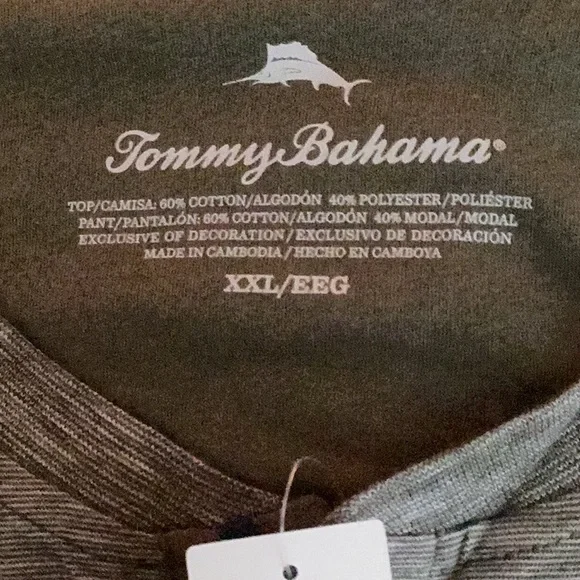 Tommy Bahama®
TOP/CAMISA: 60% COTTON/ALGODÓN 40% POLYESTER/POLIÉSTER
PANT/PANTALÓN: 60% COTTON/ALGODÓN 40% MODAL/MODAL
EXCLUSIVE OF DECORATION/EXCLUSIVO DE DECORACIÓN
MADE IN CAMBODIA/HECHO EN CAMBOYA
XXL/EEG